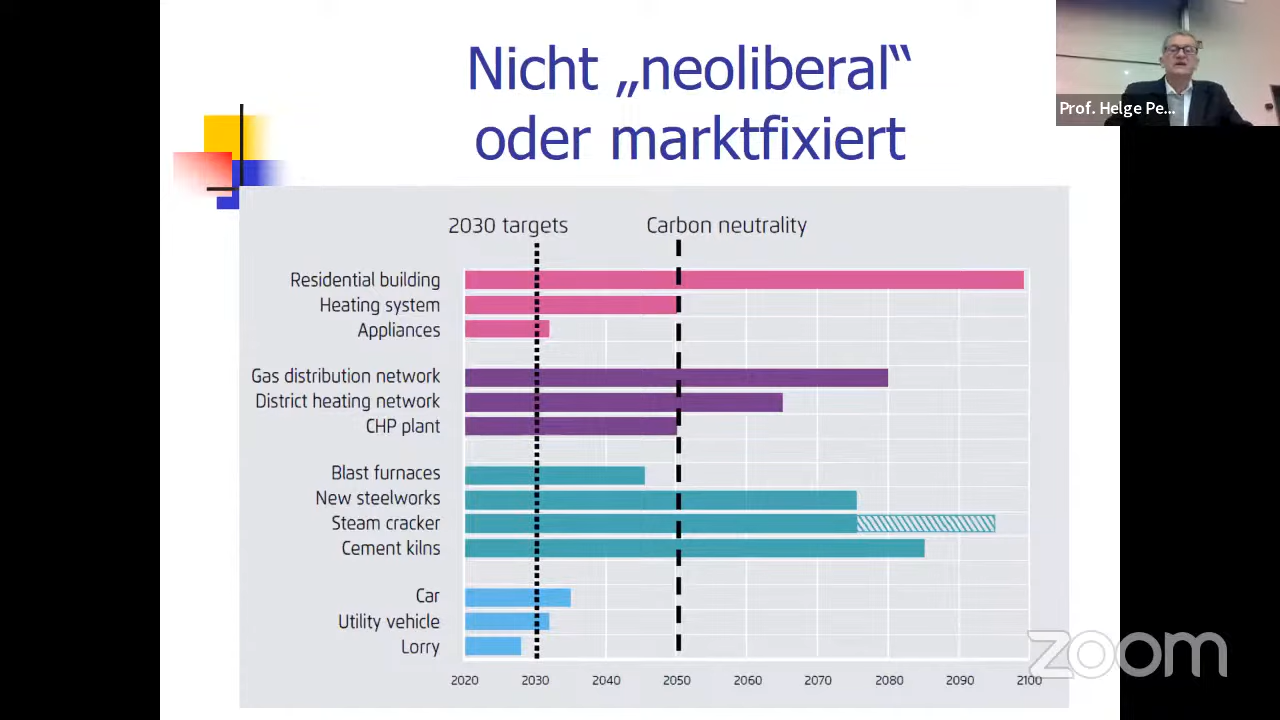 Nicht „neoliberal“
oder marktfixiert
Prof. Helge Pe...
2030 targets
Carbon neutrality
Residential building
Heating system
Appliances
Gas distribution network
District heating network
CHP plant
Blast furnaces
New steelworks
Steam cracker
Cement kilns
Car
Utility vehicle
Lorry
2020 2030 2040 2050 2060 2070 2080 2090 2100
zoom